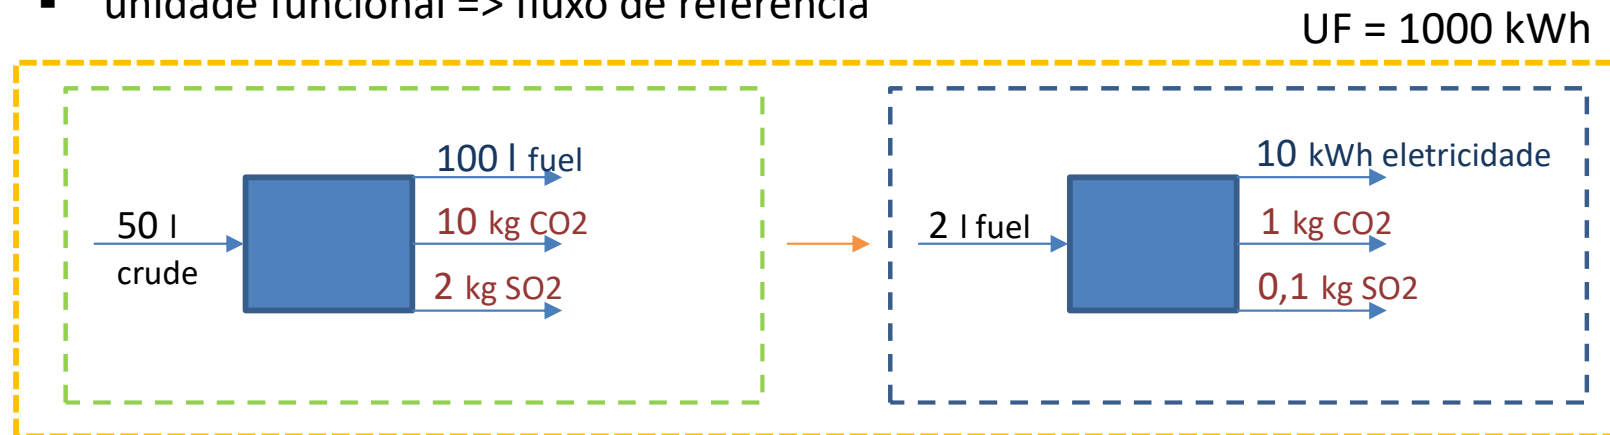 ▪ unidade funcional => fluxo de referência
UF = 1000 kWh
100 l fuel
50 l
crude
10 kg CO2
2 kg SO2
2 l fuel
10 kWh eletricidade
1 kg CO2
0,1 kg SO2